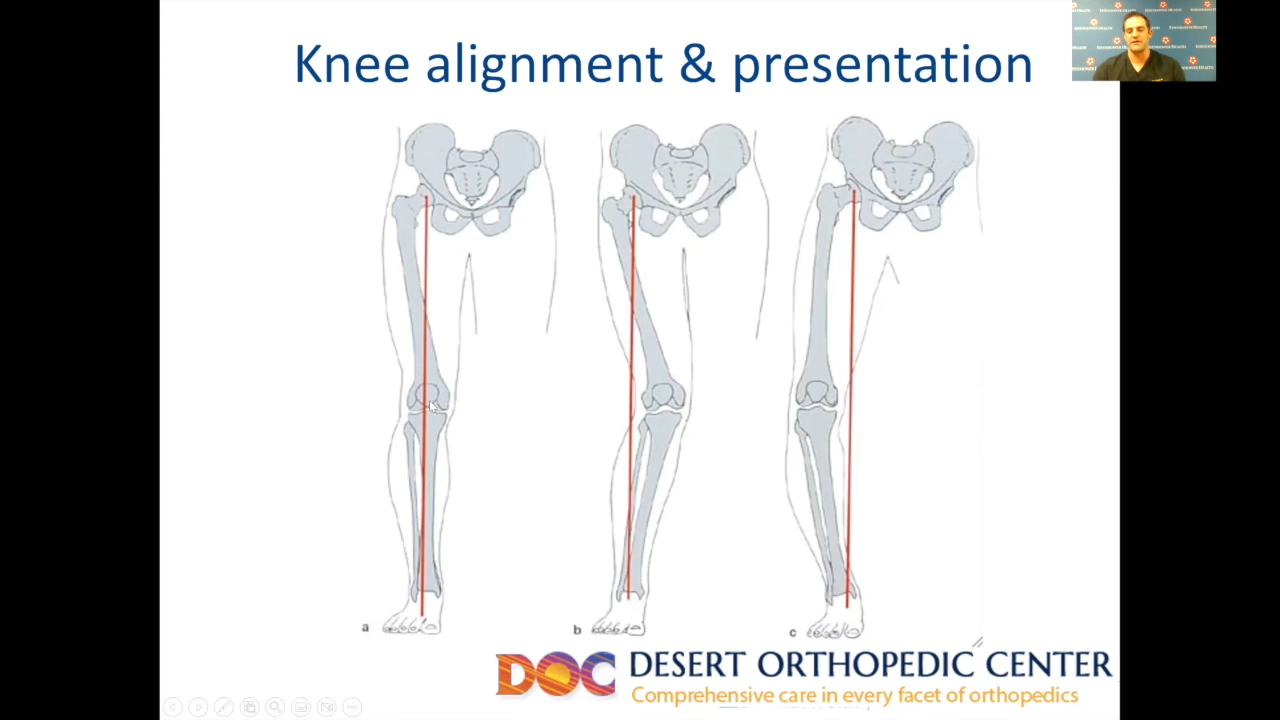 Knee alignment & presentation
a
b
c
DOC DESERT ORTHOPEDIC CENTER
Comprehensive care in every facet of orthopedics